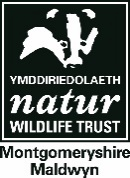 YMDDIRIEDOLAETH
natur
WILDLIFE TRUST
Montgomeryshire
Maldwyn